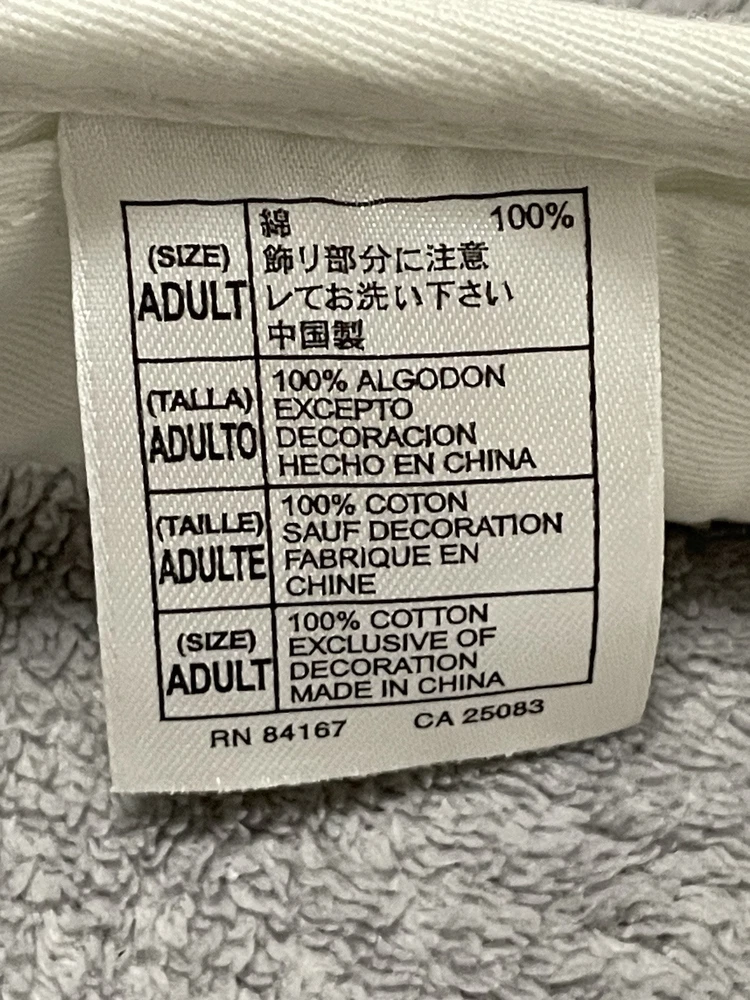 (SIZE)
ADULT
綿 100%
飾リ部分に注意
レてお洗い下さい
中国製
(TALLA)
ADULTO
100% ALGODON
EXCEPTO
DECORACION
HECHO EN CHINA
(TAILLE)
ADULTE
100% COTON
SAUF DECORATION
FABRIQUE EN
CHINE
(SIZE)
ADULT
100% COTTON
EXCLUSIVE OF
DECORATION
MADE IN CHINA
RN 84167 CA 25083